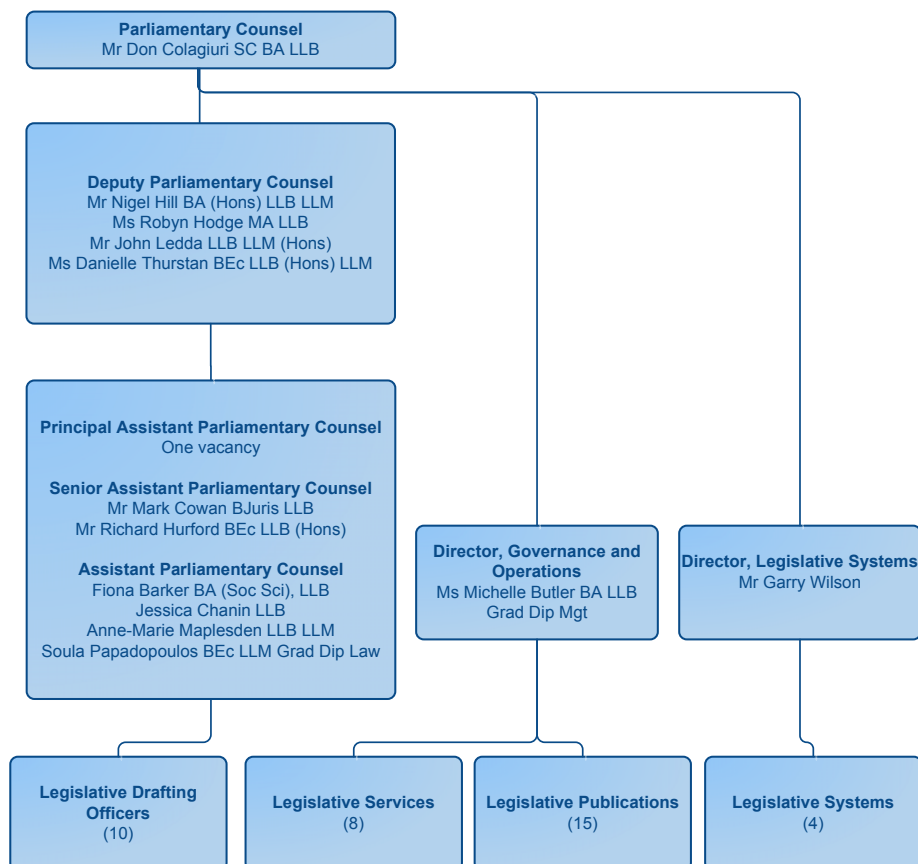 Parliamentary Counsel
Mr Don Colagiuri SC BA LLB
Deputy Parliamentary Counsel
Mr Nigel Hill BA (Hons) LLB LLM
Ms Robyn Hodge MA LLB
Mr John Ledda LLB LLM (Hons)
Ms Danielle Thurstan BEc LLB (Hons) LLM
Principal Assistant Parliamentary Counsel
One vacancy
Senior Assistant Parliamentary Counsel
Mr Mark Cowan BJuris LLB
Mr Richard Hurford BEc LLB (Hons)
Assistant Parliamentary Counsel
Fiona Barker BA (Soc Sci), LLB
Jessica Chanin LLB
Anne-Marie Maplesden LLB LLM
Soula Papadopoulos BEc LLM Grad Dip Law
Director, Governance and
Operations
Ms Michelle Butler BA LLB
Grad Dip Mgt
Director, Legislative Systems
Mr Garry Wilson
Legislative Drafting
Officers
(10)
Legislative Services
(8)
Legislative Publications
(15)
Legislative Systems
(4)